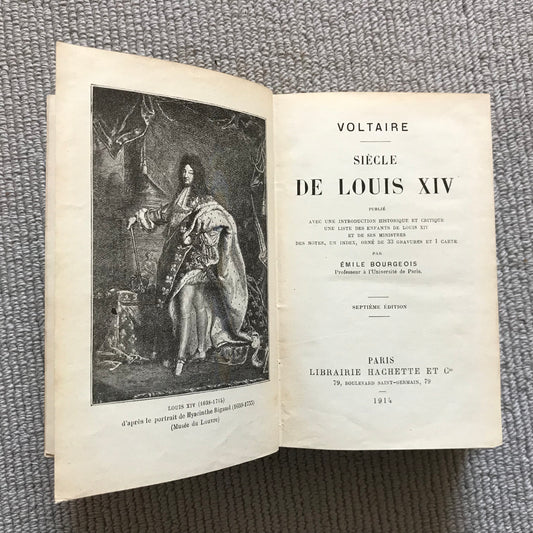 LOUIS XIV (1638-1715)
d'après le portrait de Hyacinthe Rigaud (1659-1753)
(Musée du Louvre)
VOLTAIRE
SIÈCLE
DE LOUIS XIV
PUBLIÉ
AVEC UNE INTRODUCTION HISTORIQUE ET CRITIQUE
UNE LISTE DES ENFANTS DE LOUIS XIV
ET DE SES MINISTRES
DES NOTES, UN INDEX, ORNÉ DE 33 GRAVURES ET 1 CARTE
PAR
ÉMILE BOURGEOIS
Professeur à l'Université de Paris.
SEPTIÈME ÉDITION
PARIS
LIBRAIRIE HACHETTE ET Cie
79, BOULEVARD SAINT-GERMAIN, 79
1914